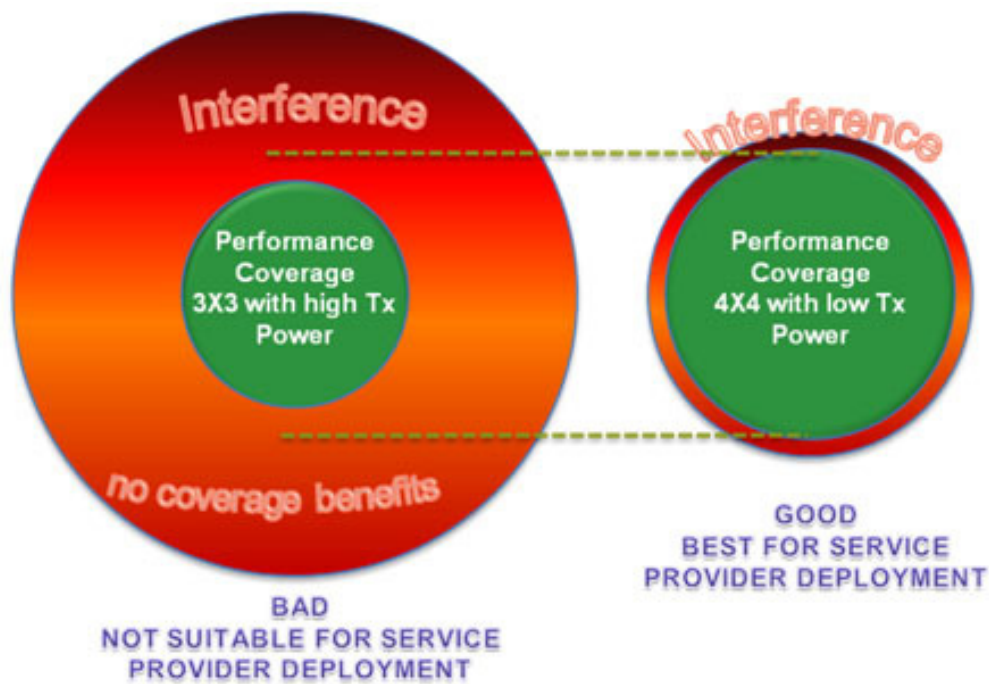 Interference
Performance
Coverage
3X3 with high Tx
Power
no coverage benefits
BAD
NOT SUITABLE FOR SERVICE
PROVIDER DEPLOYMENT
Interference
Performance
Coverage
4X4 with low Tx
Power
GOOD
BEST FOR SERVICE
PROVIDER DEPLOYMENT